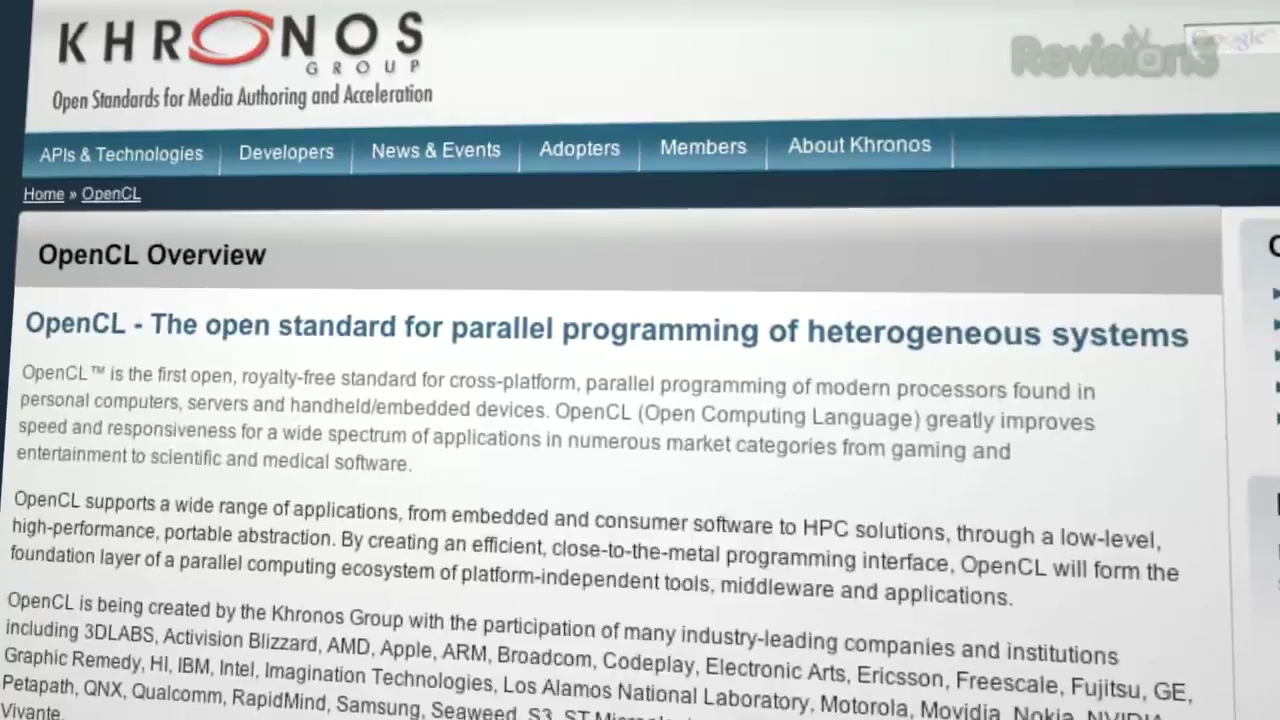 KHRONOS
GROUP
Open Standards for Media Authoring and Acceleration
Revision3
Google™
APIs & Technologies Developers News & Events Adopters Members About Khronos
Home » OpenCL
OpenCL Overview
OpenCL - The open standard for parallel programming of heterogeneous systems
OpenCL™ is the first open, royalty-free standard for cross-platform, parallel programming of modern processors found in
personal computers, servers and handheld/embedded devices. OpenCL (Open Computing Language) greatly improves
speed and responsiveness for a wide spectrum of applications in numerous market categories from gaming and
entertainment to scientific and medical software.
OpenCL supports a wide range of applications, from embedded and consumer software to HPC solutions, through a low-level,
high-performance, portable abstraction. By creating an efficient, close-to-the-metal programming interface, OpenCL will form the
foundation layer of a parallel computing ecosystem of platform-independent tools, middleware and applications.
OpenCL is being created by the Khronos Group with the participation of many industry-leading companies and institutions
including 3DLABS, Activision Blizzard, AMD, Apple, ARM, Broadcom, Codeplay, Electronic Arts, Ericsson, Freescale, Fujitsu, GE,
Graphic Remedy, HI, IBM, Intel, Imagination Technologies, Los Alamos National Laboratory, Motorola, Movidia, Nokia, NVIDIA,
Petapath, QNX, Qualcomm, RapidMind, Samsung, Seaweed, S3, ST
Vivante.